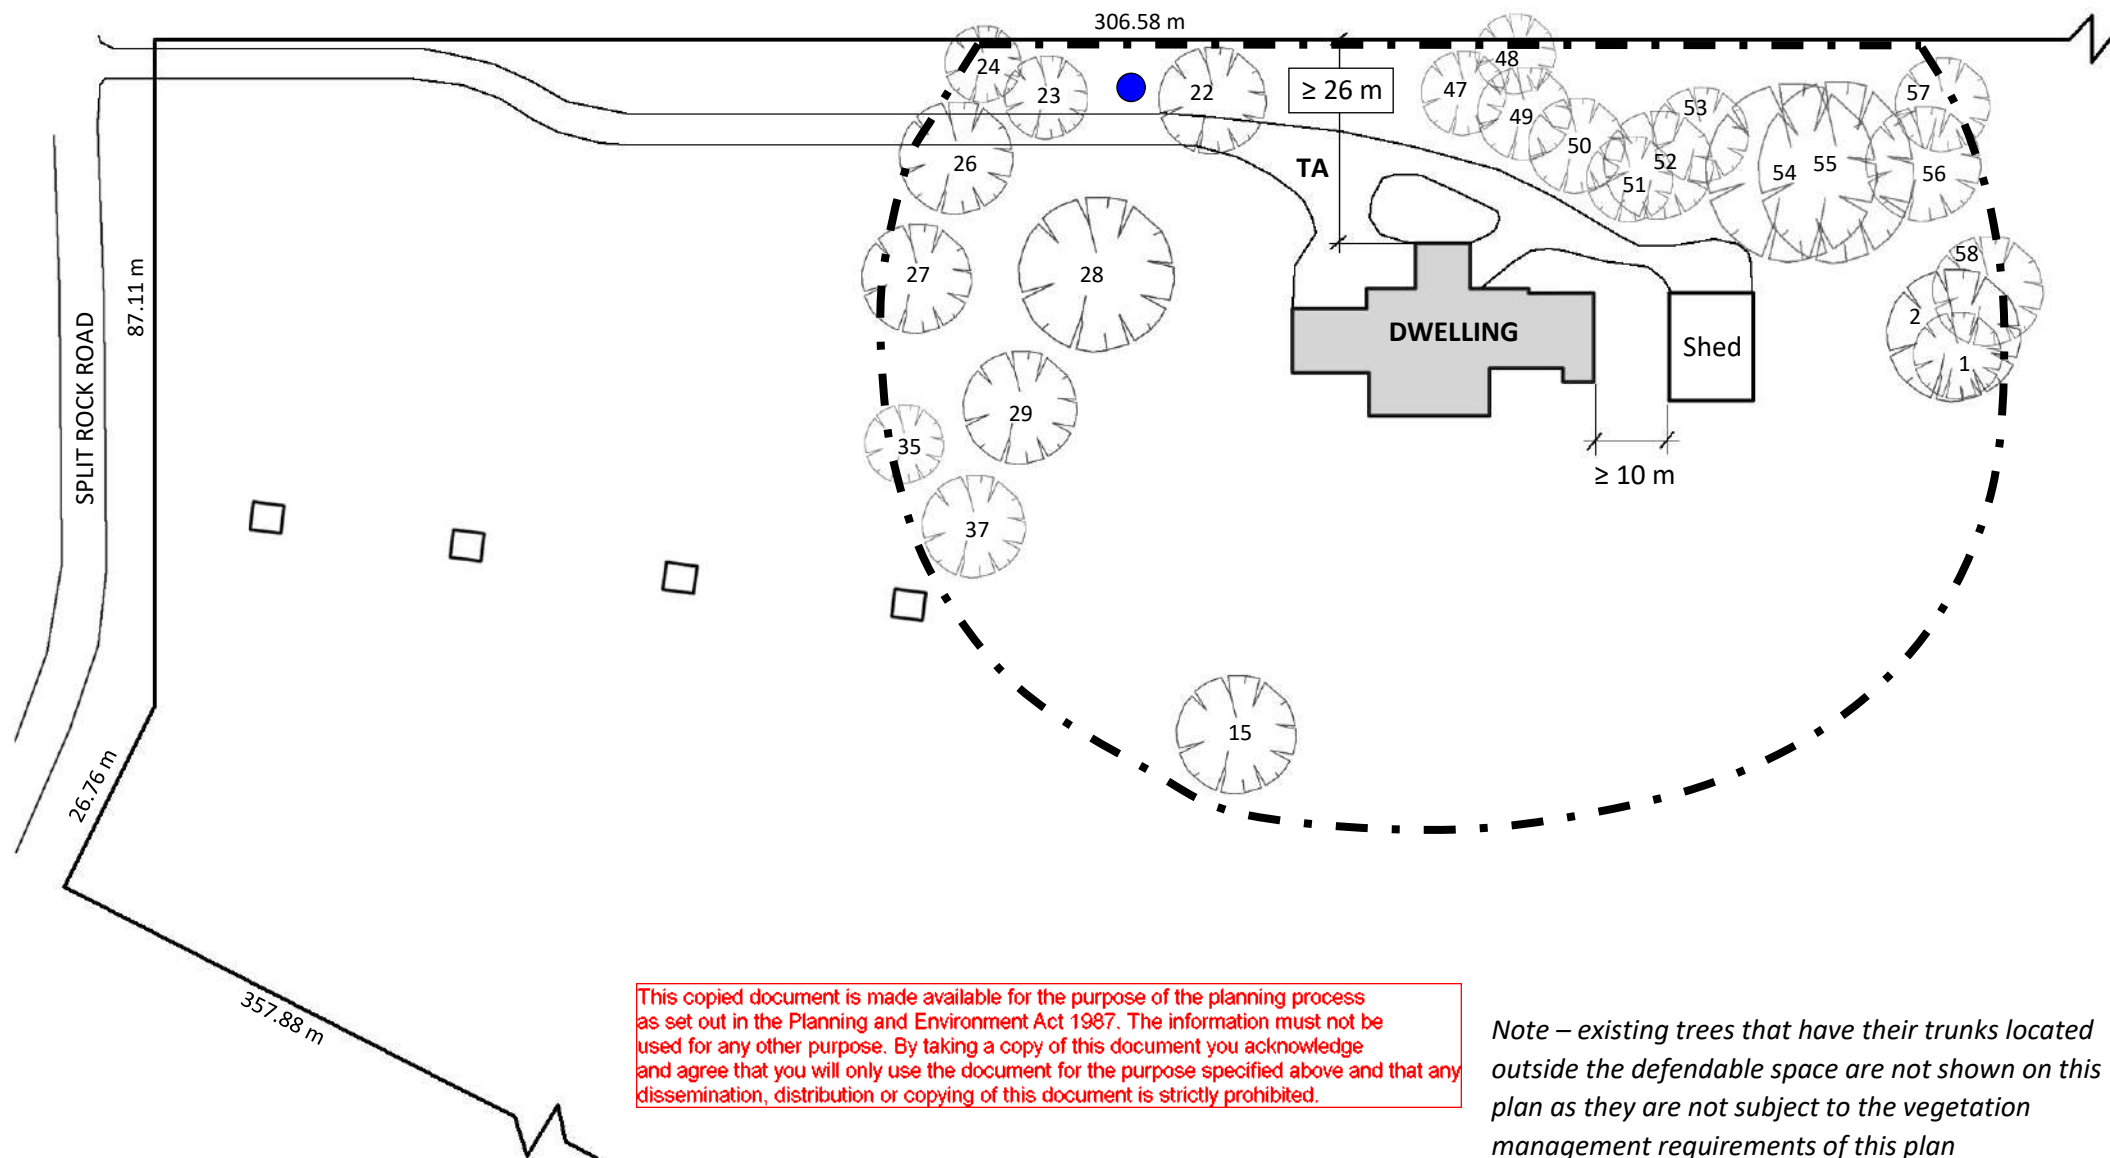 306.58 m
24
23
22
≥ 26 m
48
47
49
53
57
50
52
51
54
55
56
26
TA
27
28
58
2
1
DWELLING
Shed
87.11 m
SPLIT ROCK ROAD
29
35
≥ 10 m
37
15
26.76 m
357.88 m
This copied document is made available for the purpose of the planning process
as set out in the Planning and Environment Act 1987. The information must not be
used for any other purpose. By taking a copy of this document you acknowledge
and agree that you will only use the document for the purpose specified above and that any
dissemination, distribution or copying of this document is strictly prohibited.
Note – existing trees that have their trunks located
outside the defendable space are not shown on this
plan as they are not subject to the vegetation
management requirements of this plan